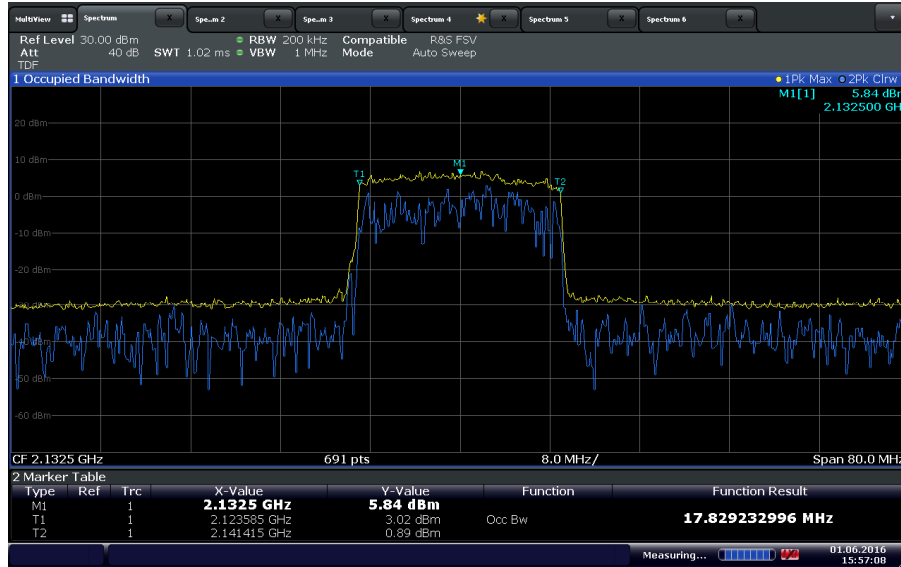 MultiView Spectrum X Spe...m 2 X Spe...m 3 X Spectrum 4 X Spectrum 5 X Spectrum 6 X
Ref Level 30.00 dBm RBW 200 kHz Compatible R&S FSV
Att 40 dB SWT 1.02 ms VBW 1 MHz Mode Auto Sweep
TDF
1 Occupied Bandwidth 1Pk Max 2Pk Clrw
M1[1] 5.84 dBm
2.132500 GH
20 dBm
10 dBm
M1
T1
T2
0 dBm
-10 dBm
-20 dBm
-40 dBm
-50 dBm
-60 dBm
CF 2.1325 GHz 691 pts 8.0 MHz/ Span 80.0 MHz
2 Marker Table
Type Ref Trc X-Value Y-Value Function Function Result
M1 1 2.1325 GHz 5.84 dBm
T1 1 2.123585 GHz 3.02 dBm Occ Bw 17.829232996 MHz
T2 1 2.141415 GHz 0.89 dBm
Measuring... 01.06.2016
15:57:08